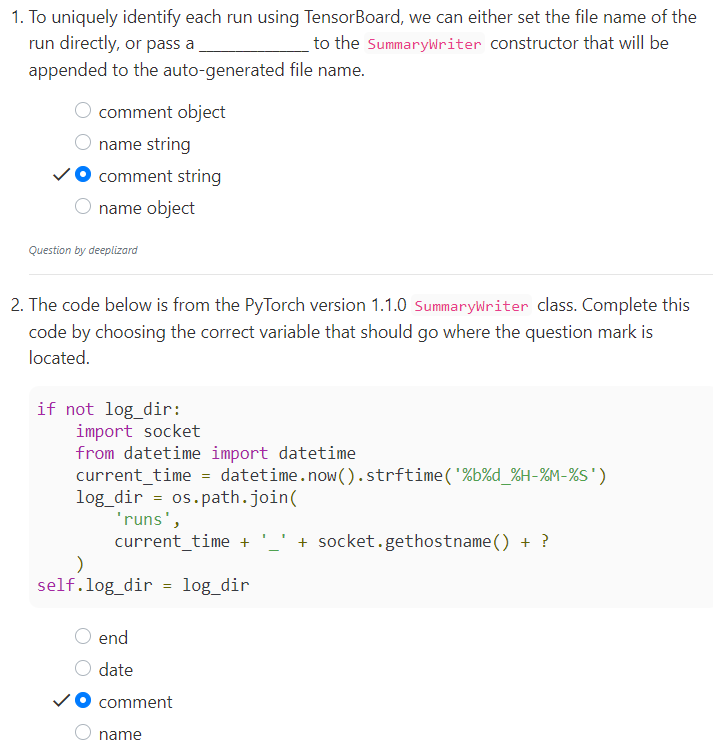 1. To uniquely identify each run using TensorBoard, we can either set the file name of the
run directly, or pass a ____________ to the SummaryWriter constructor that will be
appended to the auto-generated file name.
comment object
name string
comment string
name object
Question by deeplizard
2. The code below is from the PyTorch version 1.1.0 SummaryWriter class. Complete this
code by choosing the correct variable that should go where the question mark is
located.
if not log_dir:
    import socket
    from datetime import datetime
    current_time = datetime.now().strftime('%b%d_%H-%M-%S')
    log_dir = os.path.join(
        'runs',
        current_time + '_' + socket.gethostname() + ?
    )
self.log_dir = log_dir
end
date
comment
name